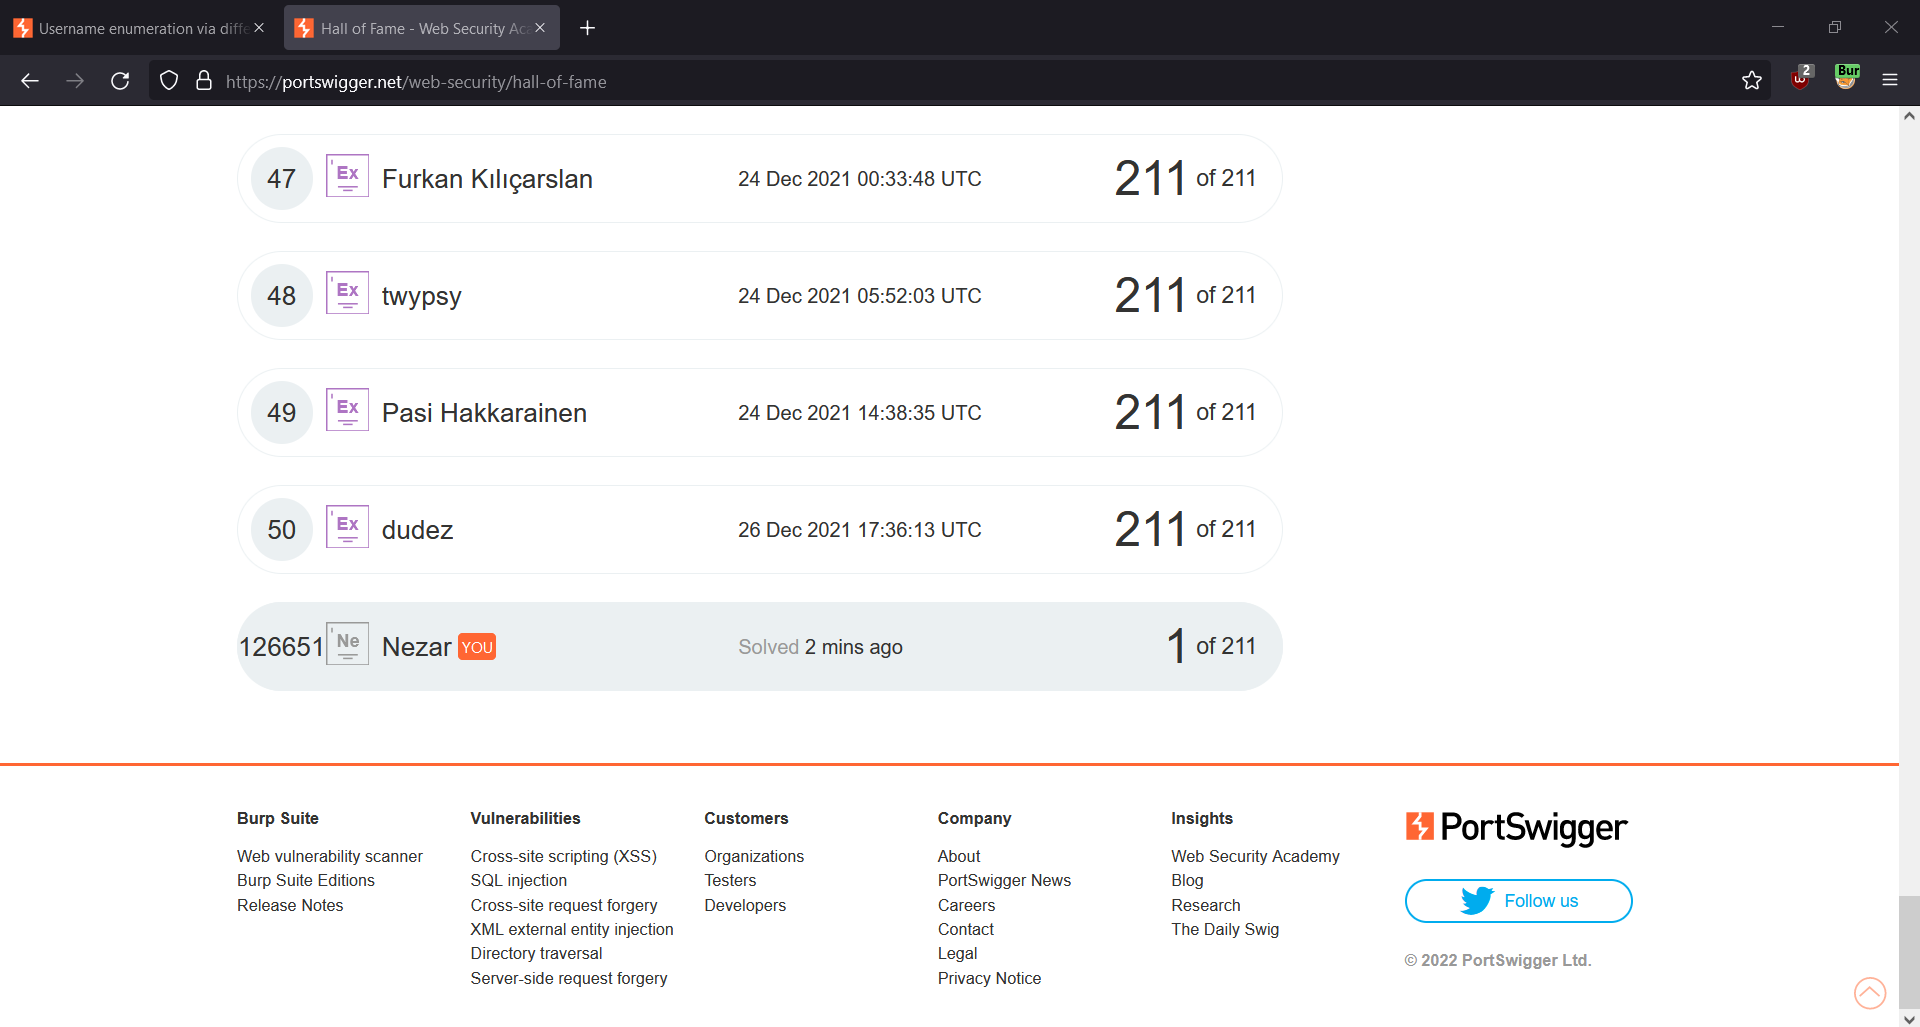 Username enumeration via diffe
Hall of Fame - Web Security Aca
https://portswigger.net/web-security/hall-of-fame
2
Bur
47 Ex Furkan Kılıçarslan 24 Dec 2021 00:33:48 UTC 211 of 211
48 Ex twypsy 24 Dec 2021 05:52:03 UTC 211 of 211
49 Ex Pasi Hakkarainen 24 Dec 2021 14:38:35 UTC 211 of 211
50 Ex dudez 26 Dec 2021 17:36:13 UTC 211 of 211
126651 Ne Nezar YOU Solved 2 mins ago 1 of 211
Burp Suite
Web vulnerability scanner
Burp Suite Editions
Release Notes
Vulnerabilities
Cross-site scripting (XSS)
SQL injection
Cross-site request forgery
XML external entity injection
Directory traversal
Server-side request forgery
Customers
Organizations
Testers
Developers
Company
About
PortSwigger News
Careers
Contact
Legal
Privacy Notice
Insights
Web Security Academy
Blog
Research
The Daily Swig
PortSwigger
Follow us
© 2022 PortSwigger Ltd.